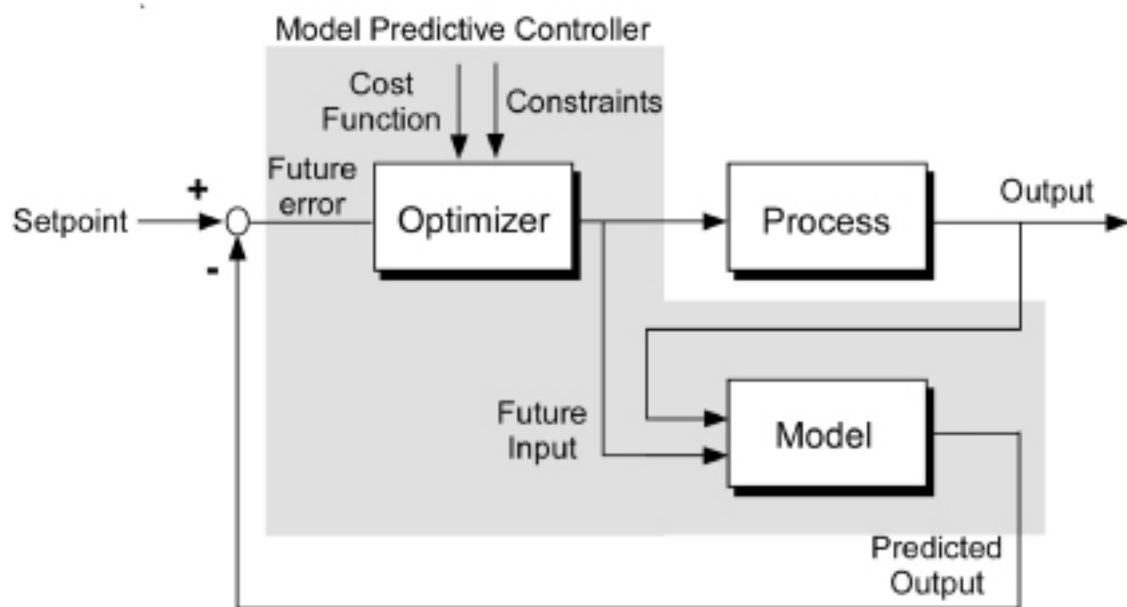 Model Predictive Controller
Cost
Function
Constraints
Future
error
+
Setpoint
-
Optimizer
Process
Output
Future
Input
Model
Predicted
Output